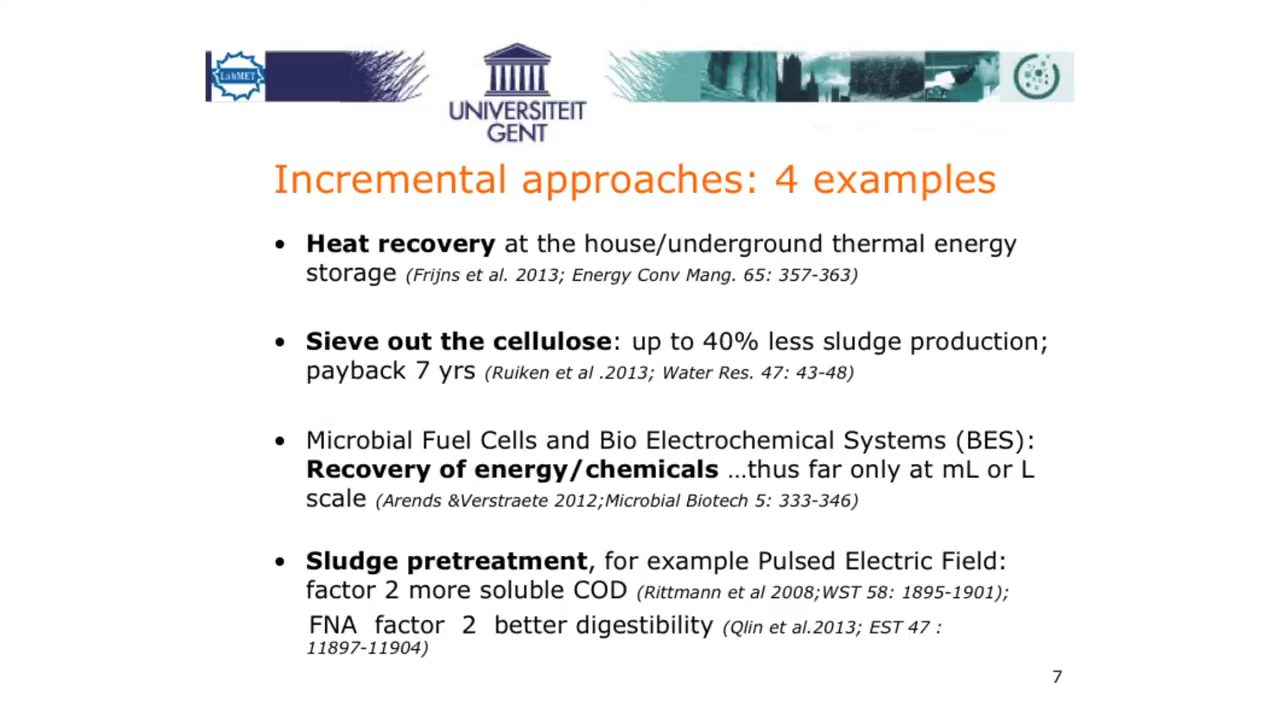 LabMET
UNIVERSITEIT
GENT
Incremental approaches: 4 examples
• Heat recovery at the house/underground thermal energy
storage (Frijns et al. 2013; Energy Conv Mang. 65: 357-363)
• Sieve out the cellulose: up to 40% less sludge production;
payback 7 yrs (Ruiken et al .2013; Water Res. 47: 43-48)
• Microbial Fuel Cells and Bio Electrochemical Systems (BES):
Recovery of energy/chemicals …thus far only at mL or L
scale (Arends &Verstraete 2012;Microbial Biotech 5: 333-346)
• Sludge pretreatment, for example Pulsed Electric Field:
factor 2 more soluble COD (Rittmann et al 2008;WST 58: 1895-1901);
FNA factor 2 better digestibility (Qlin et al.2013; EST 47 :
11897-11904)
7